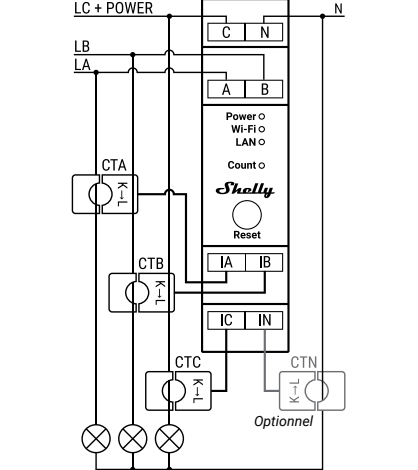 LC + POWER
N
C N
LB
LA
A B
Power
Wi-Fi
LAN
Count
CTA
K→L
Shelly
Reset
IA IB
CTB
K→L
IC IN
CTC
K→L
CTN
K→L
Optionnel